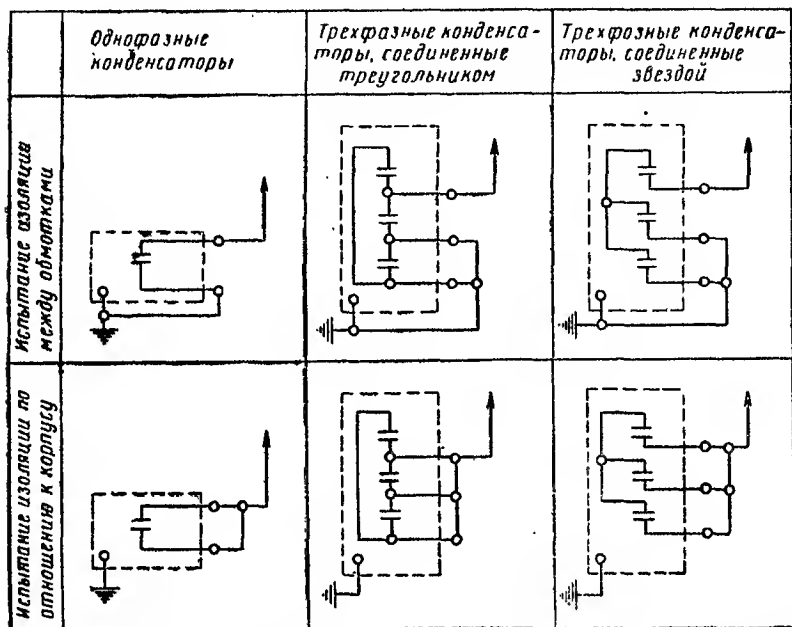 Однофазные
конденсаторы
Трехфазные конденса-
торы, соединенные
треугольником
Трехфозные конденса-
торы, соединенные
звездой
Испытание изоляции
между обмотками
Испытание изоляции по
отношению к корпусу